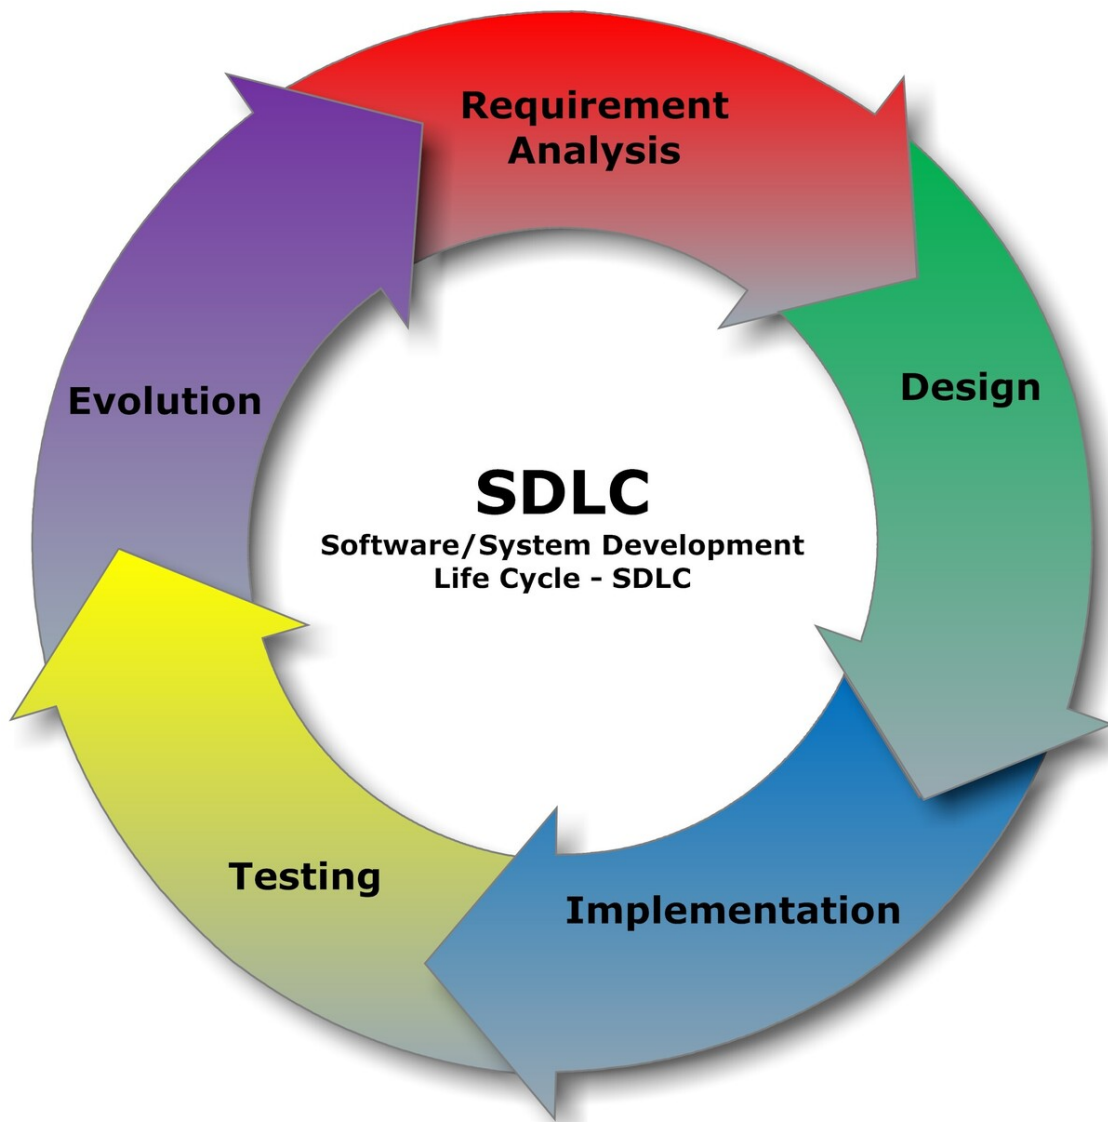 Requirement
Analysis
Design
Evolution
SDLC
Software/System Development
Life Cycle - SDLC
Testing
Implementation